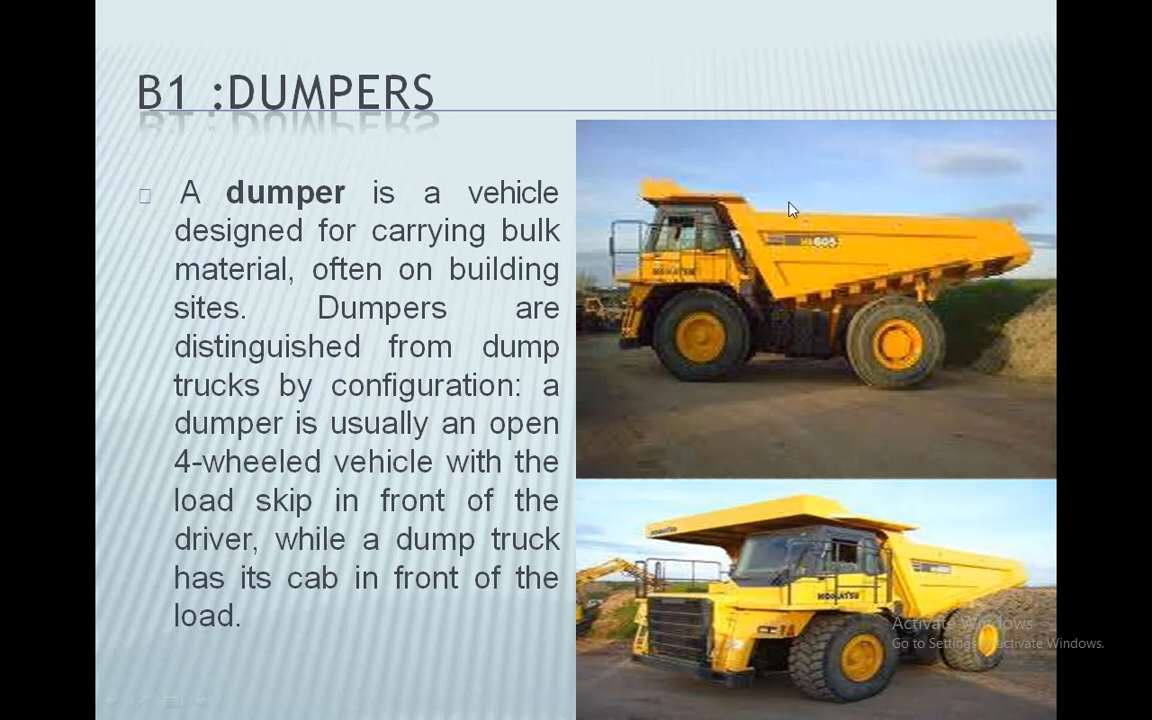 B1 :DUMPERS
A dumper is a vehicle
designed for carrying bulk
material, often on building
sites. Dumpers are
distinguished from dump
trucks by configuration: a
dumper is usually an open
4-wheeled vehicle with the
load skip in front of the
driver, while a dump truck
has its cab in front of the
load.
605
KOMATSU
KOMATSU
Activate Windows
Go to Settings to activate Windows.